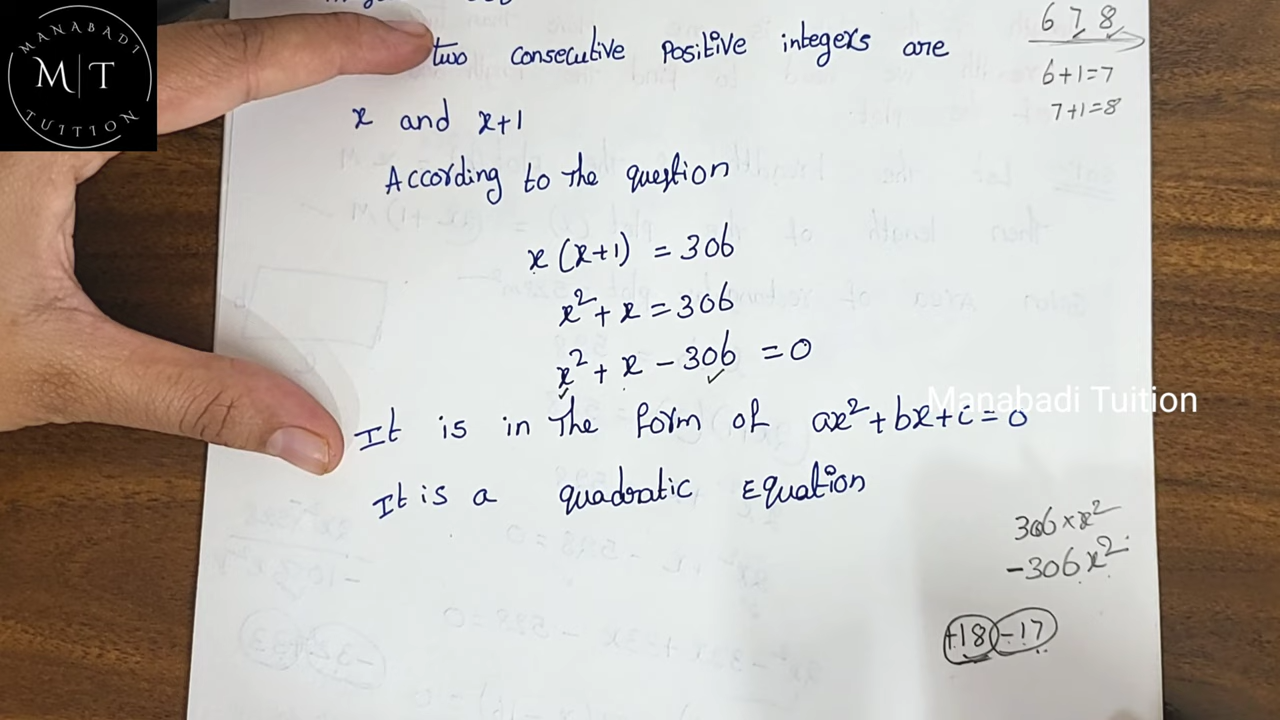 MANABADI
M|T
TUITION
two consecutive positive integers are
x and x+1
According to the question
x (x+1) = 306
x² + x = 306
x² + x - 306 = 0
It is in the form of ax² + bx + c = 0
It is a quadratic Equation
6 7 8
6+1=7
7+1=8
Manabadi Tuition
306 × x²
-306x²
+18 -17